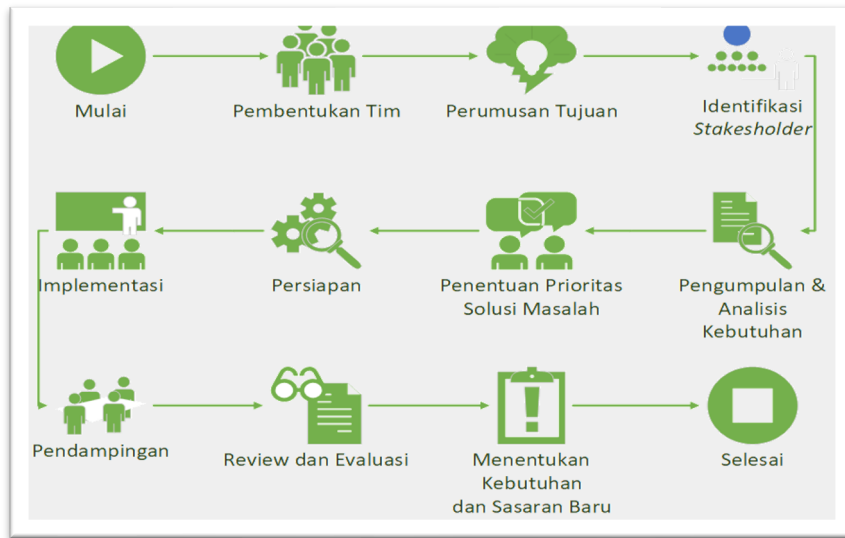 Mulai
Pembentukan Tim
Perumusan Tujuan
Identifikasi
Stakesholder
Pengumpulan &
Analisis
Kebutuhan
Penentuan Prioritas
Solusi Masalah
Persiapan
Implementasi
Pendampingan
Review dan Evaluasi
Menentukan
Kebutuhan
dan Sasaran Baru
Selesai